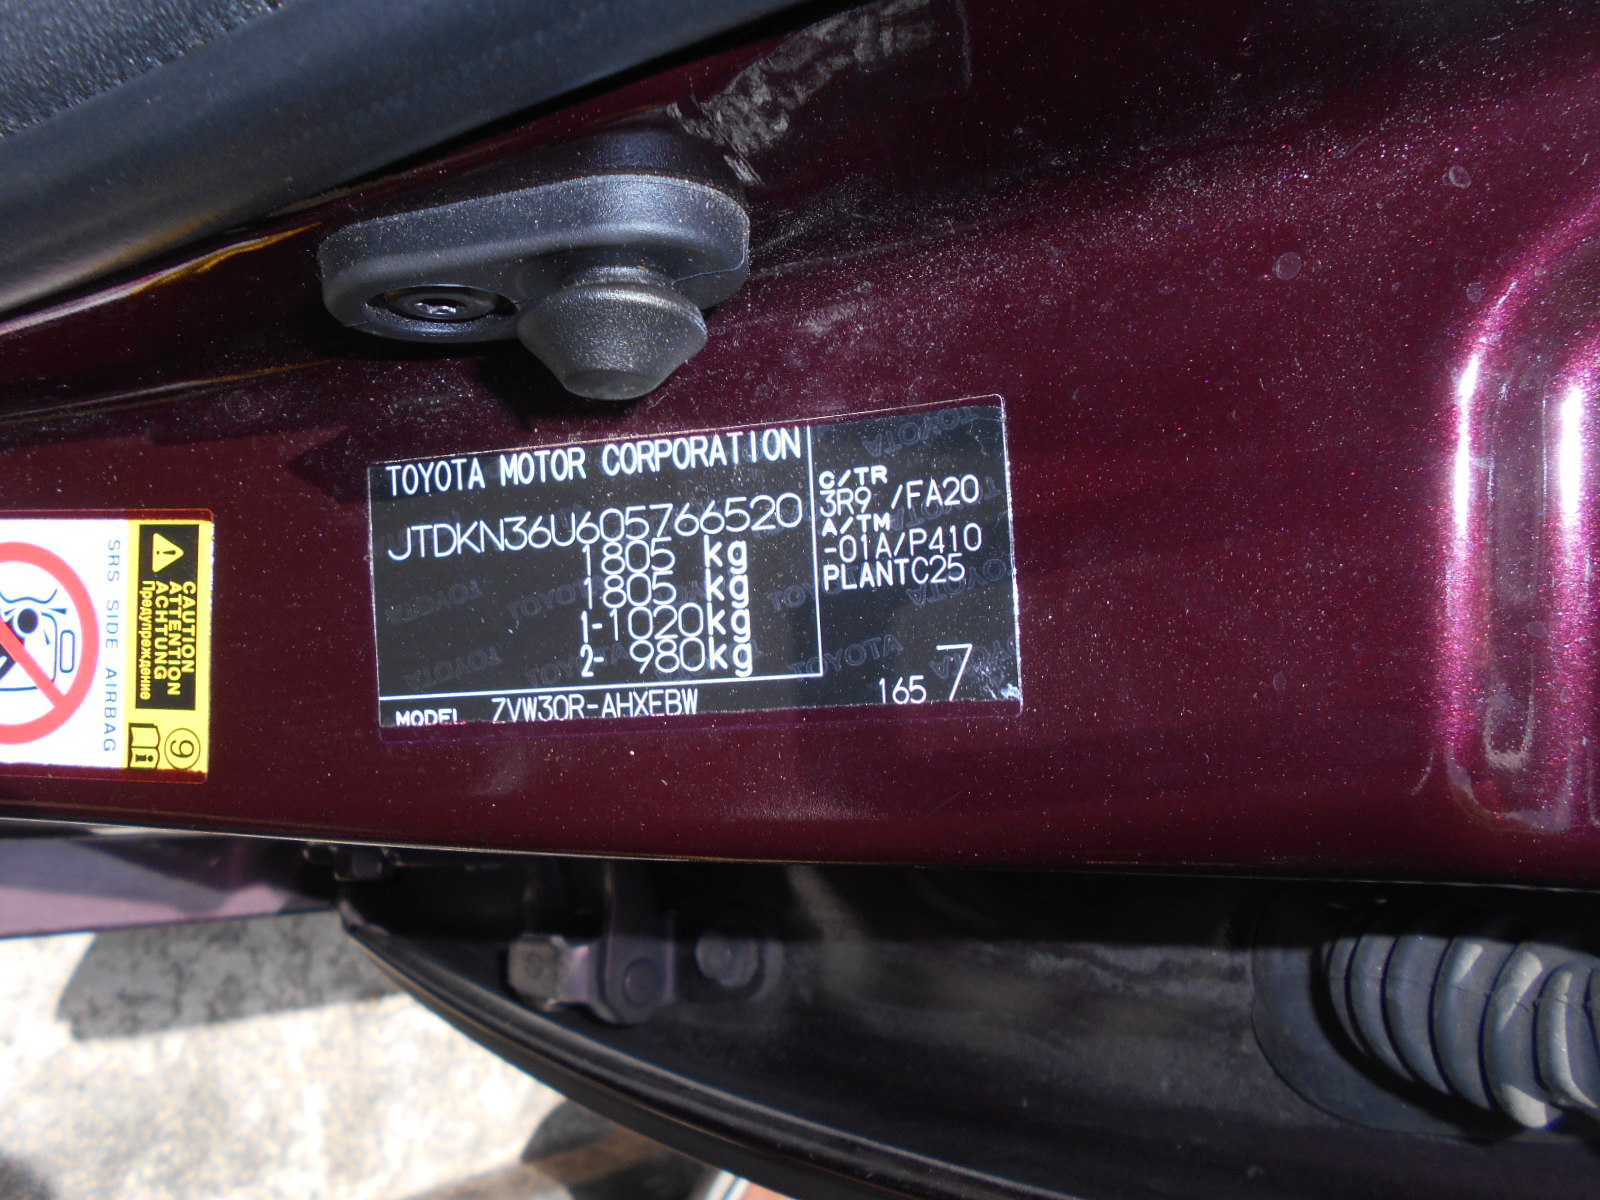 TOYOTA MOTOR CORPORATION
JTDKN36U605766520
1805 kg
1805 kg
1-1020kg
2- 980kg
C/TR
3R9 /FA20
A/TM
-01A/P410
PLANTC25
MODEL ZVW30R-AHXEBW
165 7
CAUTION
ATTENTION
ACHTUNG
Предупреждение
SRS SIDE AIRBAG
i
9